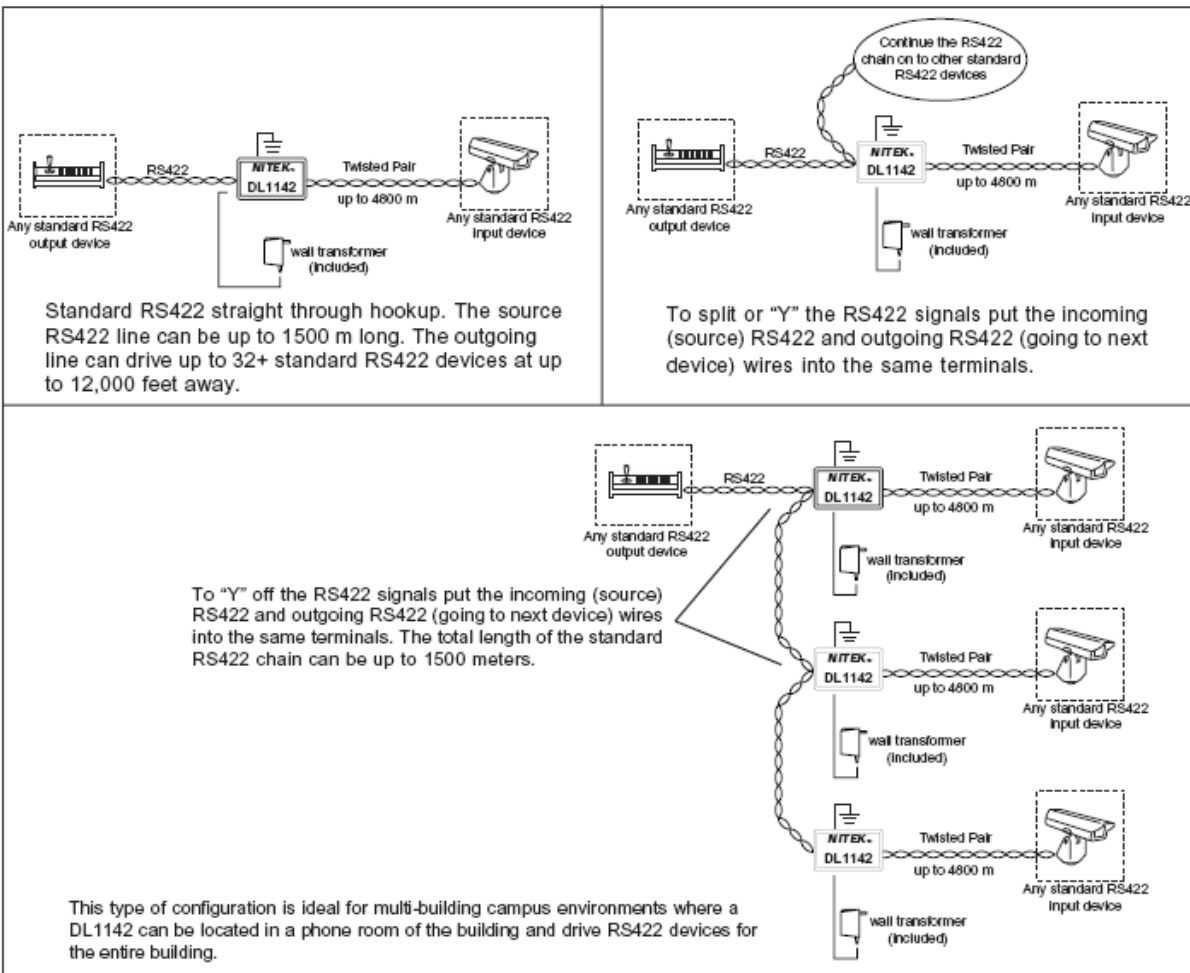 RS422
NITEK®
DL1142
Twisted Pair
up to 4800 m
Any standard RS422
output device
Any standard RS422
input device
wall transformer
(included)
Standard RS422 straight through hookup. The source
RS422 line can be up to 1500 m long. The outgoing
line can drive up to 32+ standard RS422 devices at up
to 12,000 feet away.
Continue the RS422
chain on to other standard
RS422 devices
RS422
NITEK®
DL1142
Twisted Pair
up to 4800 m
Any standard RS422
output device
Any standard RS422
input device
wall transformer
(included)
To split or “Y” the RS422 signals put the incoming
(source) RS422 and outgoing RS422 (going to next
device) wires into the same terminals.
RS422
NITEK®
DL1142
Twisted Pair
up to 4800 m
Any standard RS422
output device
Any standard RS422
input device
wall transformer
(included)
To “Y” off the RS422 signals put the incoming (source)
RS422 and outgoing RS422 (going to next device) wires
into the same terminals. The total length of the standard
RS422 chain can be up to 1500 meters.
NITEK®
DL1142
Twisted Pair
up to 4800 m
Any standard RS422
input device
wall transformer
(included)
NITEK®
DL1142
Twisted Pair
up to 4800 m
Any standard RS422
input device
wall transformer
(included)
This type of configuration is ideal for multi-building campus environments where a
DL1142 can be located in a phone room of the building and drive RS422 devices for
the entire building.